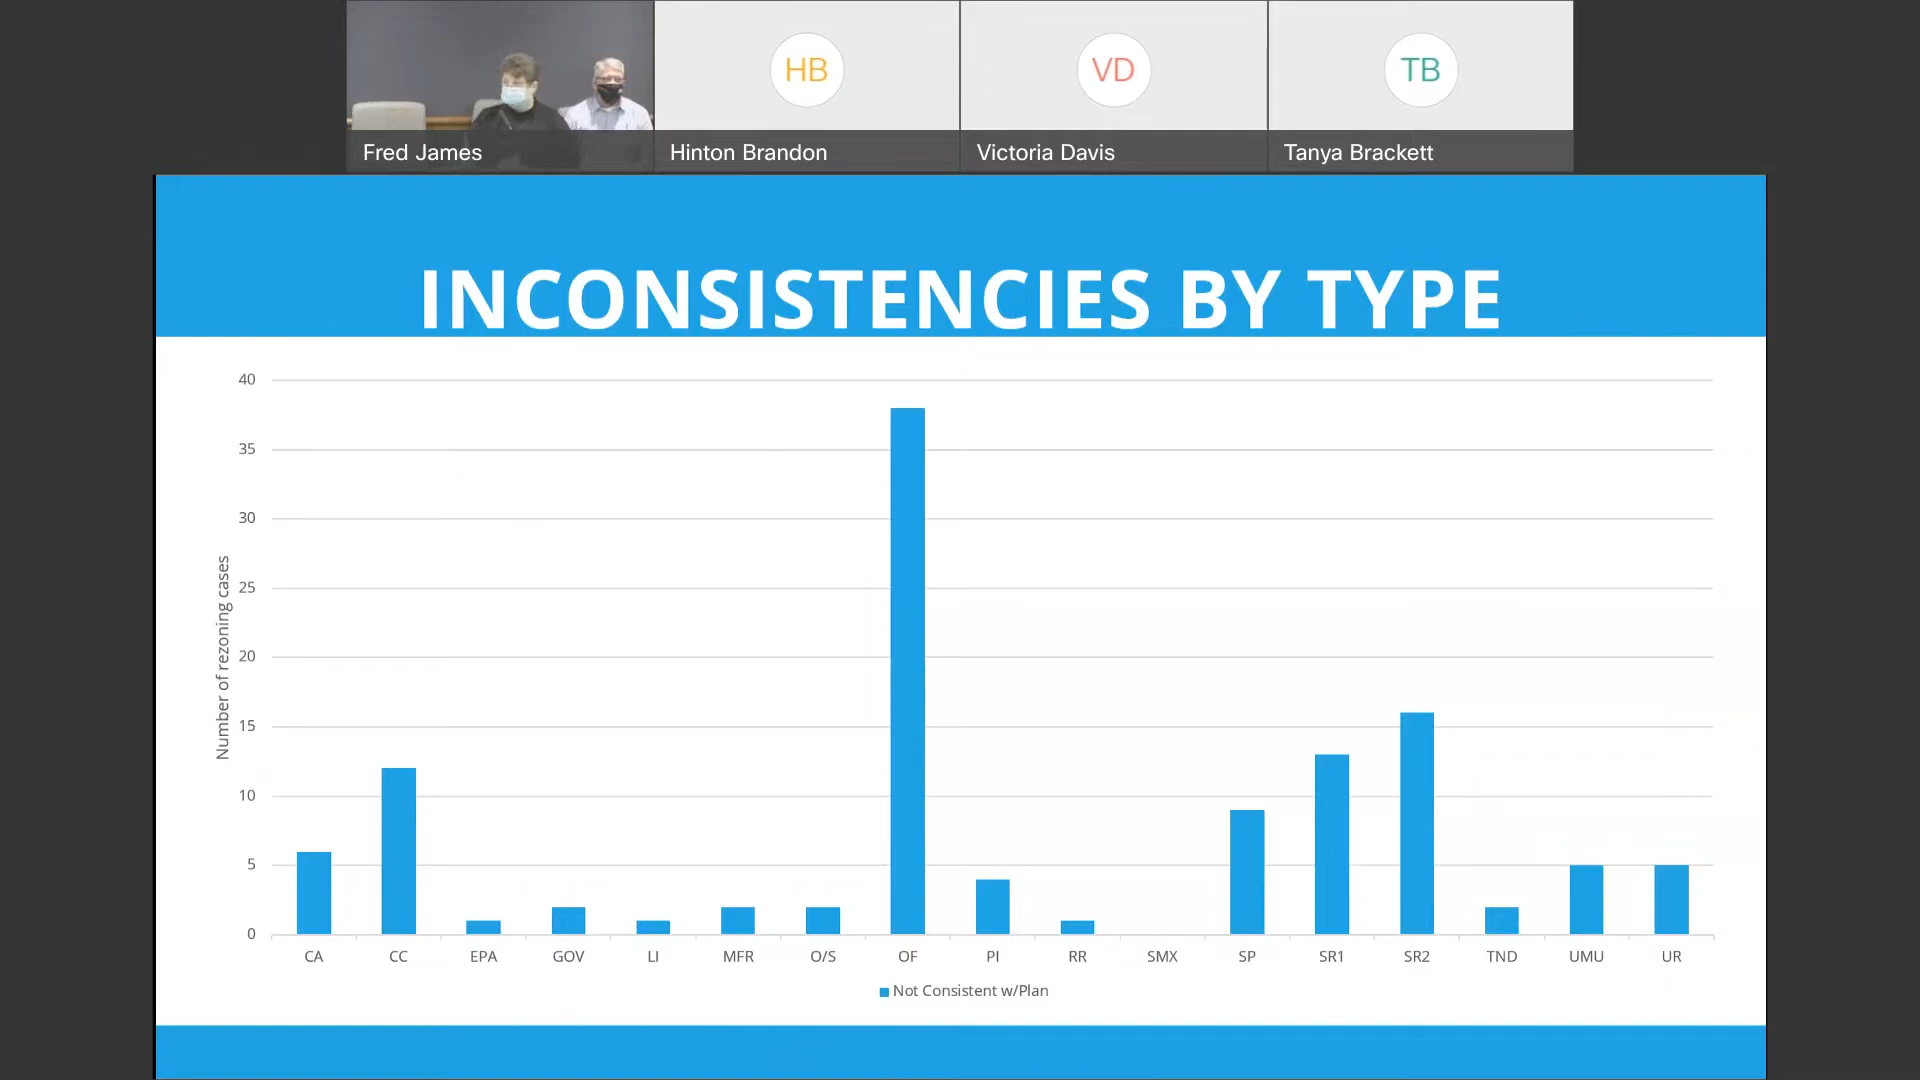 HB
VD
TB
Fred James
Hinton Brandon
Victoria Davis
Tanya Brackett
INCONSISTENCIES BY TYPE
40
35
30
25
20
15
10
5
0
Number of rezoning cases
CA CC EPA GOV LI MFR O/S OF PI RR SMX SP SR1 SR2 TND UMU UR
Not Consistent w/Plan